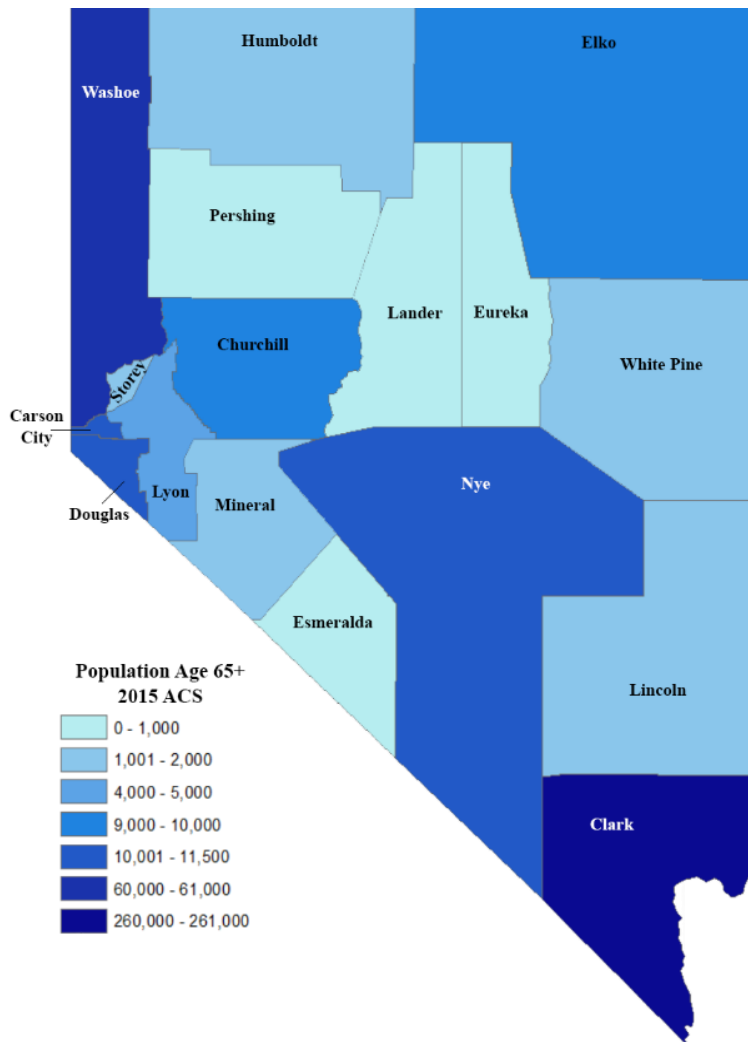 Humboldt
Elko
Washoe
Pershing
Lander
Eureka
Churchill
White Pine
Storey
Carson
City
Lyon
Mineral
Nye
Douglas
Esmeralda
Lincoln
Clark
Population Age 65+
2015 ACS
0 - 1,000
1,001 - 2,000
4,000 - 5,000
9,000 - 10,000
10,001 - 11,500
60,000 - 61,000
260,000 - 261,000